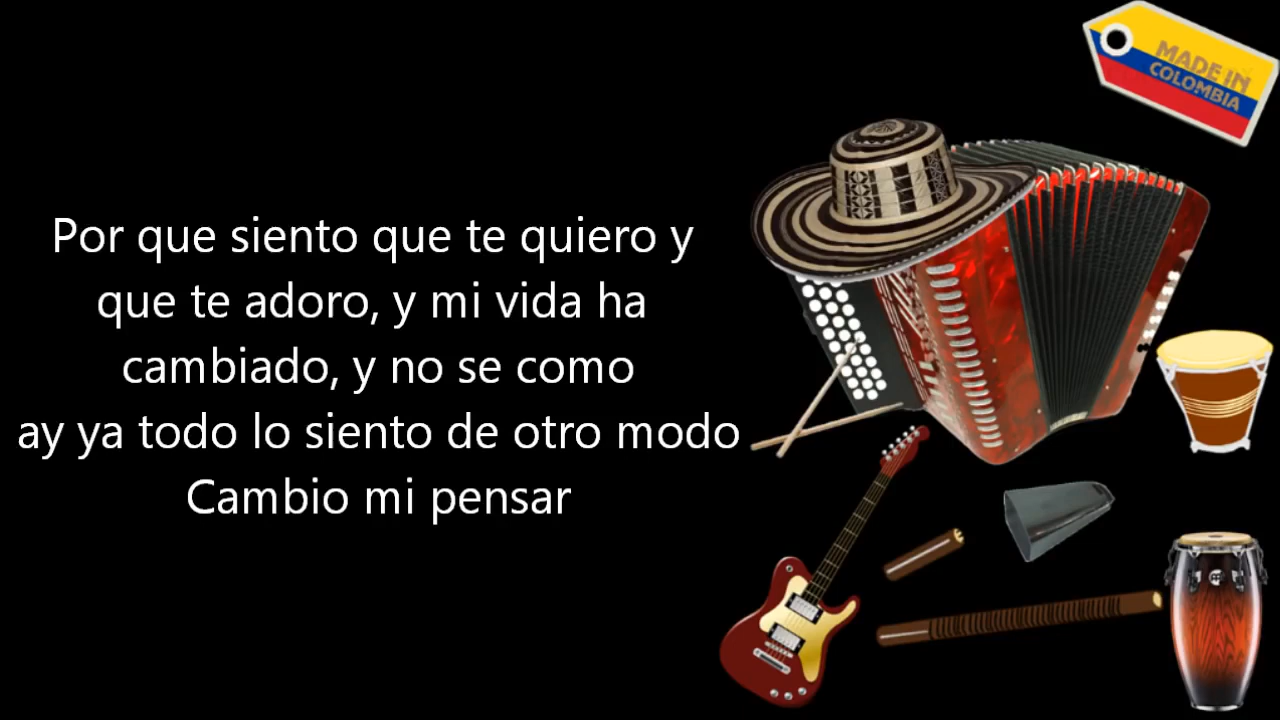 MADE IN
COLOMBIA
Por que siento que te quiero y
que te adoro, y mi vida ha
cambiado, y no se como
ay ya todo lo siento de otro modo
Cambio mi pensar